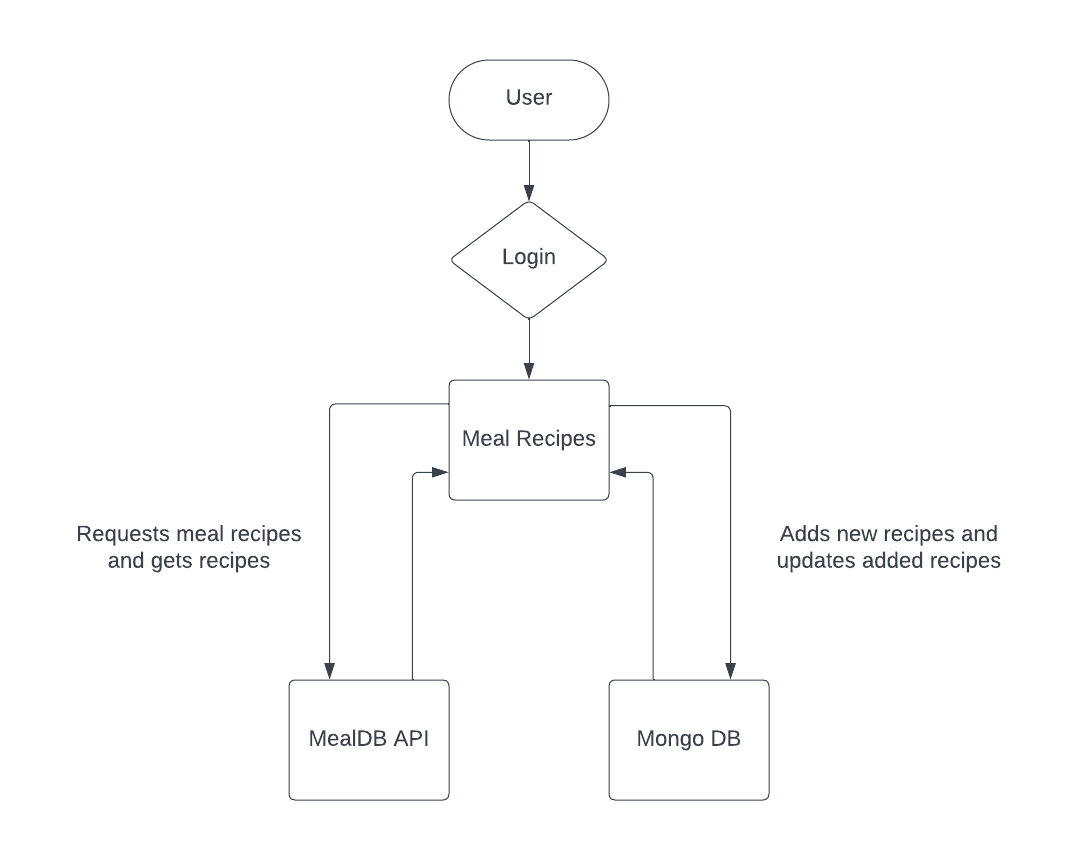 User
Login
Meal Recipes
Requests meal recipes
and gets recipes
Adds new recipes and
updates added recipes
MealDB API
Mongo DB